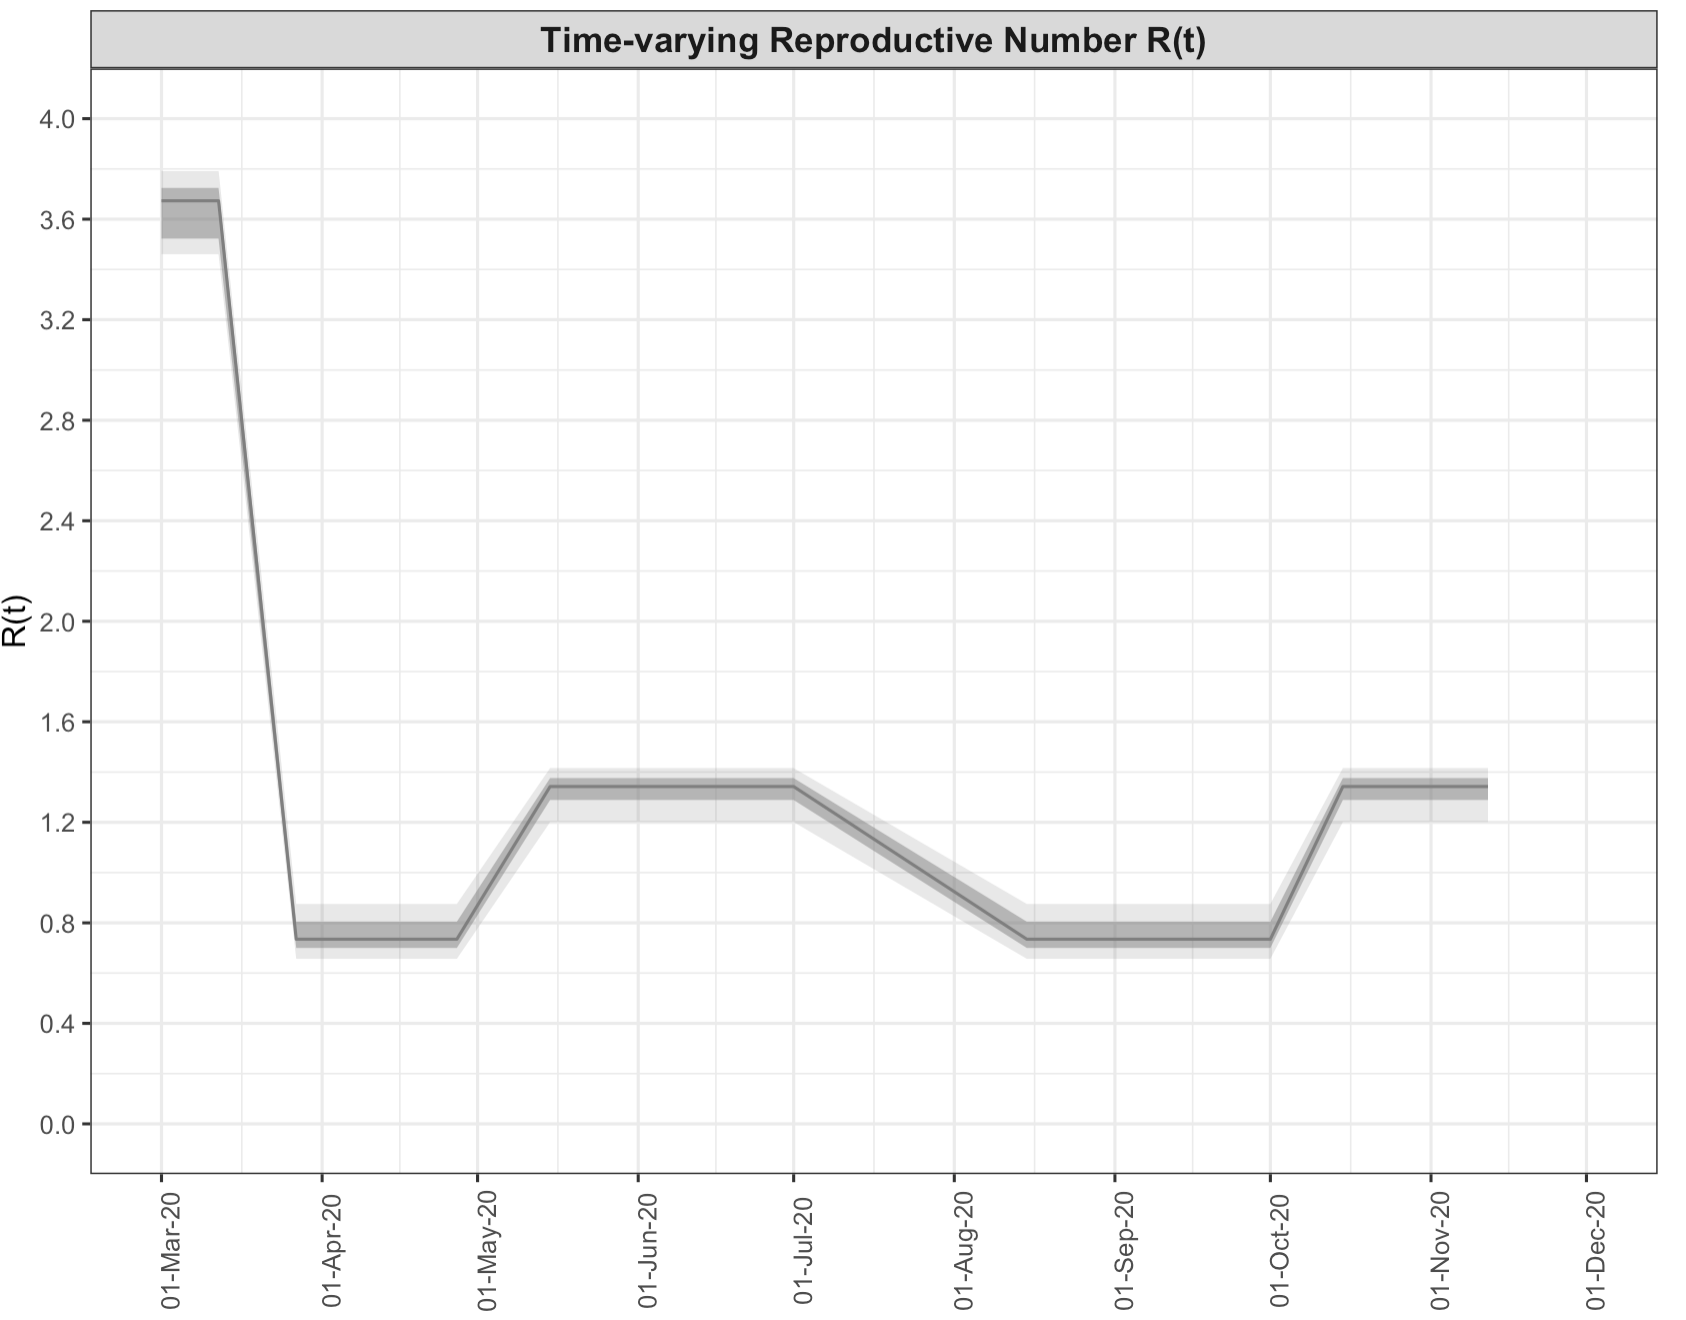 Time-varying Reproductive Number R(t)
R(t)
4.0
3.6
3.2
2.8
2.4
2.0
1.6
1.2
0.8
0.4
0.0
01-Mar-20
01-Apr-20
01-May-20
01-Jun-20
01-Jul-20
01-Aug-20
01-Sep-20
01-Oct-20
01-Nov-20
01-Dec-20